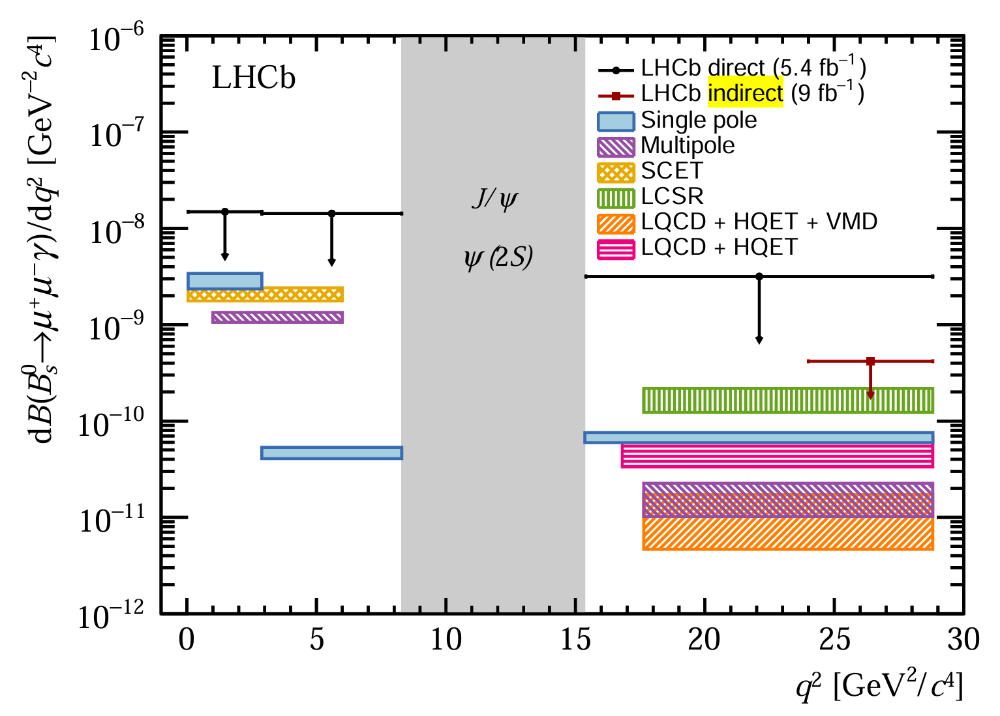 LHCb
LHCb direct (5.4 fb⁻¹)
LHCb indirect (9 fb⁻¹)
Single pole
Multipole
SCET
LCSR
LQCD + HQET + VMD
LQCD + HQET
J/ψ
ψ(2S)
dB(B⁰ₛ→μ⁺μ⁻γ)/dq² [GeV⁻²c⁴]
10⁻⁶
10⁻⁷
10⁻⁸
10⁻⁹
10⁻¹⁰
10⁻¹¹
10⁻¹²
0 5 10 15 20 25 30
q² [GeV²/c⁴]